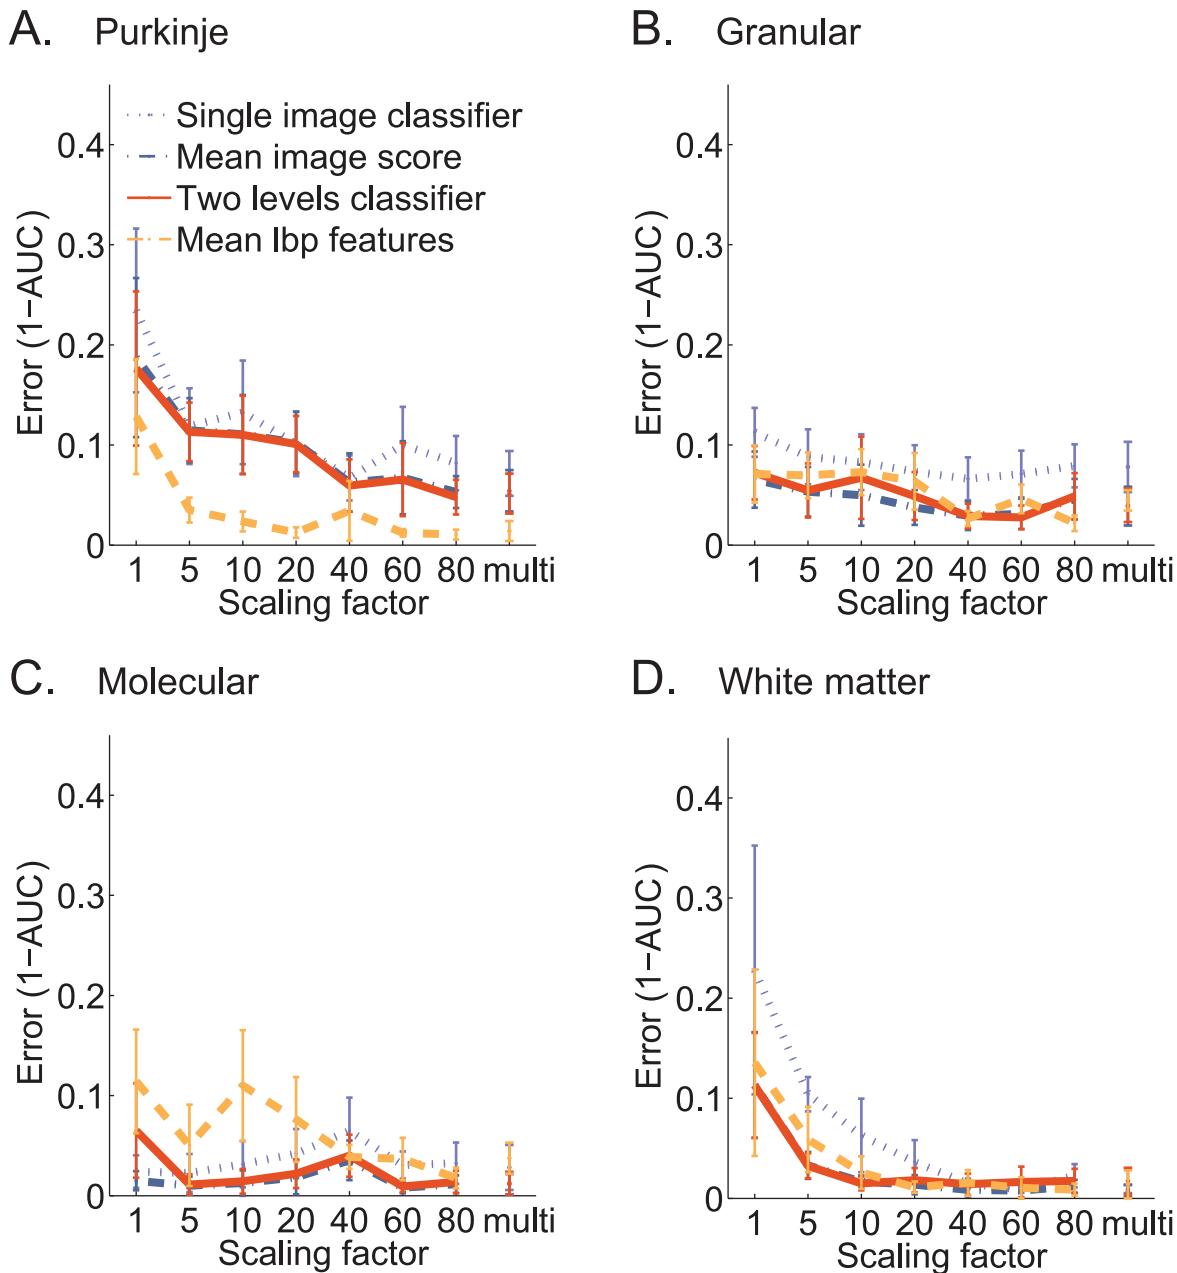 A. Purkinje
Single image classifier
Mean image score
Two levels classifier
Mean lbp features
Error (1−AUC)
0.4
0.3
0.2
0.1
0
1 5 10 20 40 60 80 multi
Scaling factor
B. Granular
Error (1−AUC)
0.4
0.3
0.2
0.1
0
1 5 10 20 40 60 80 multi
Scaling factor
C. Molecular
Error (1−AUC)
0.4
0.3
0.2
0.1
0
1 5 10 20 40 60 80 multi
Scaling factor
D. White matter
Error (1−AUC)
0.4
0.3
0.2
0.1
0
1 5 10 20 40 60 80 multi
Scaling factor